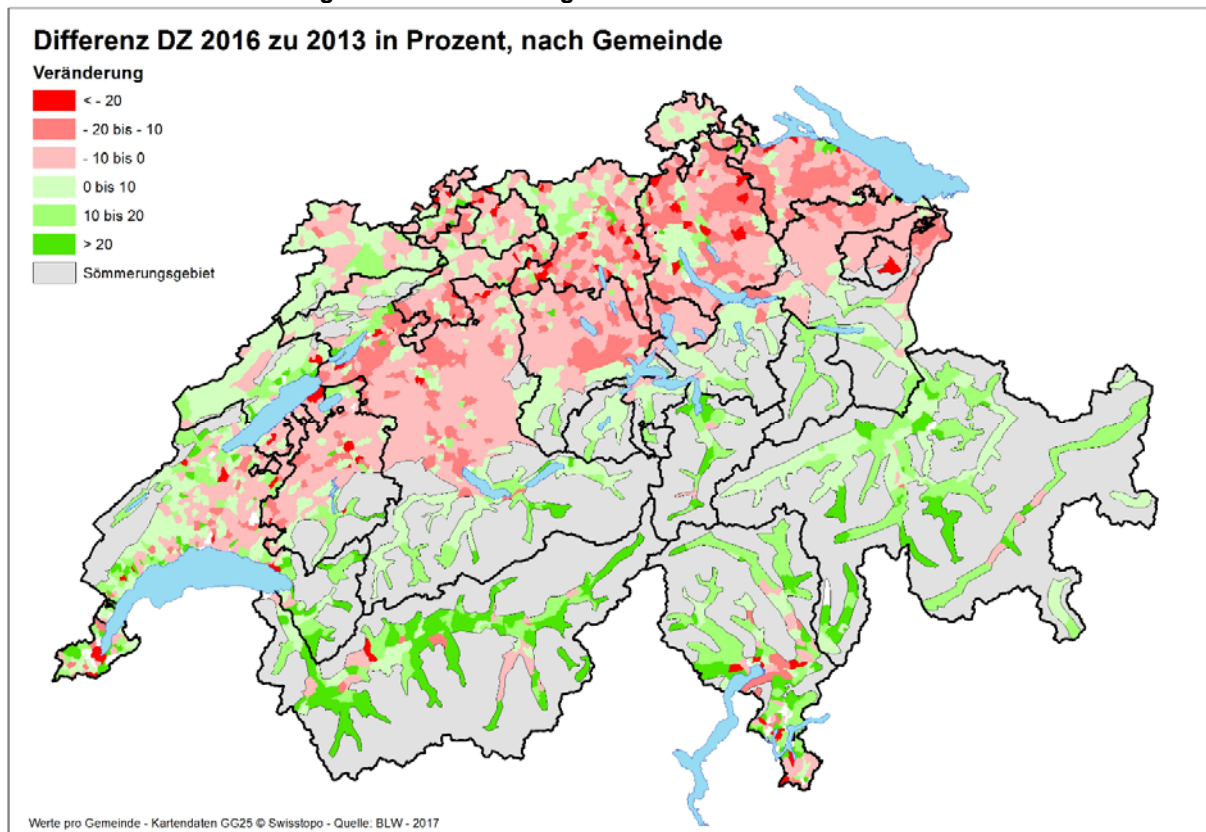 Differenz DZ 2016 zu 2013 in Prozent, nach Gemeinde
Veränderung
< - 20
- 20 bis - 10
- 10 bis 0
0 bis 10
10 bis 20
> 20
Sömmerungsgebiet
Werte pro Gemeinde - Kartendaten GG25 © Swisstopo - Quelle: BLW - 2017